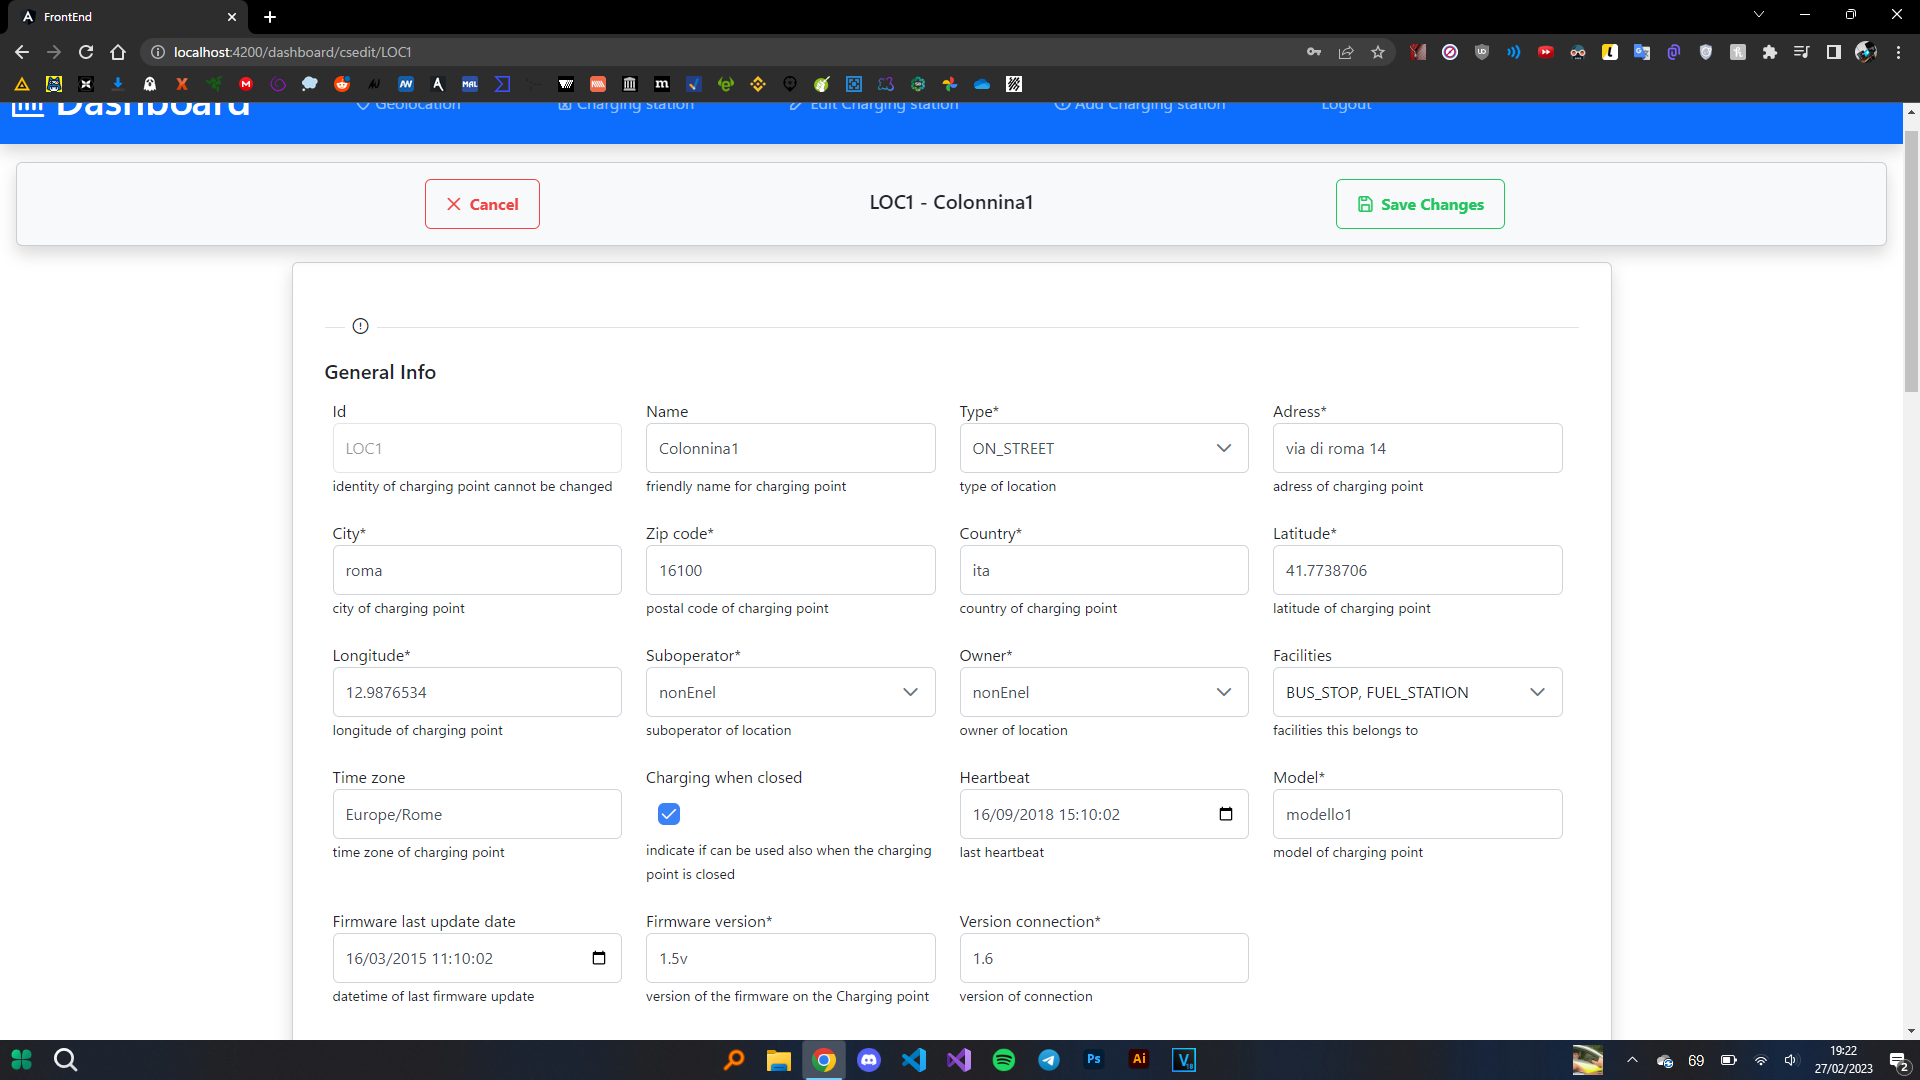 FrontEnd
localhost:4200/dashboard/csedit/LOC1
Dashboard Geolocation Charging station Edit Charging station Add Charging station Logout
Cancel LOC1 - Colonnina1 Save Changes
General Info
Id Name Type* Adress*
LOC1 Colonnina1 ON_STREET via di roma 14
identity of charging point cannot be changed friendly name for charging point type of location adress of charging point
City* Zip code* Country* Latitude*
roma 16100 ita 41.7738706
city of charging point postal code of charging point country of charging point latitude of charging point
Longitude* Suboperator* Owner* Facilities
12.9876534 nonEnel nonEnel BUS_STOP, FUEL_STATION
longitude of charging point suboperator of location owner of location facilities this belongs to
Time zone Charging when closed Heartbeat Model*
Europe/Rome 16/09/2018 15:10:02 modello1
time zone of charging point indicate if can be used also when the charging last heartbeat model of charging point
point is closed
Firmware last update date Firmware version* Version connection*
16/03/2015 11:10:02 1.5v 1.6
datetime of last firmware update version of the firmware on the Charging point version of connection
Ps Ai 69 19:22
27/02/2023 2